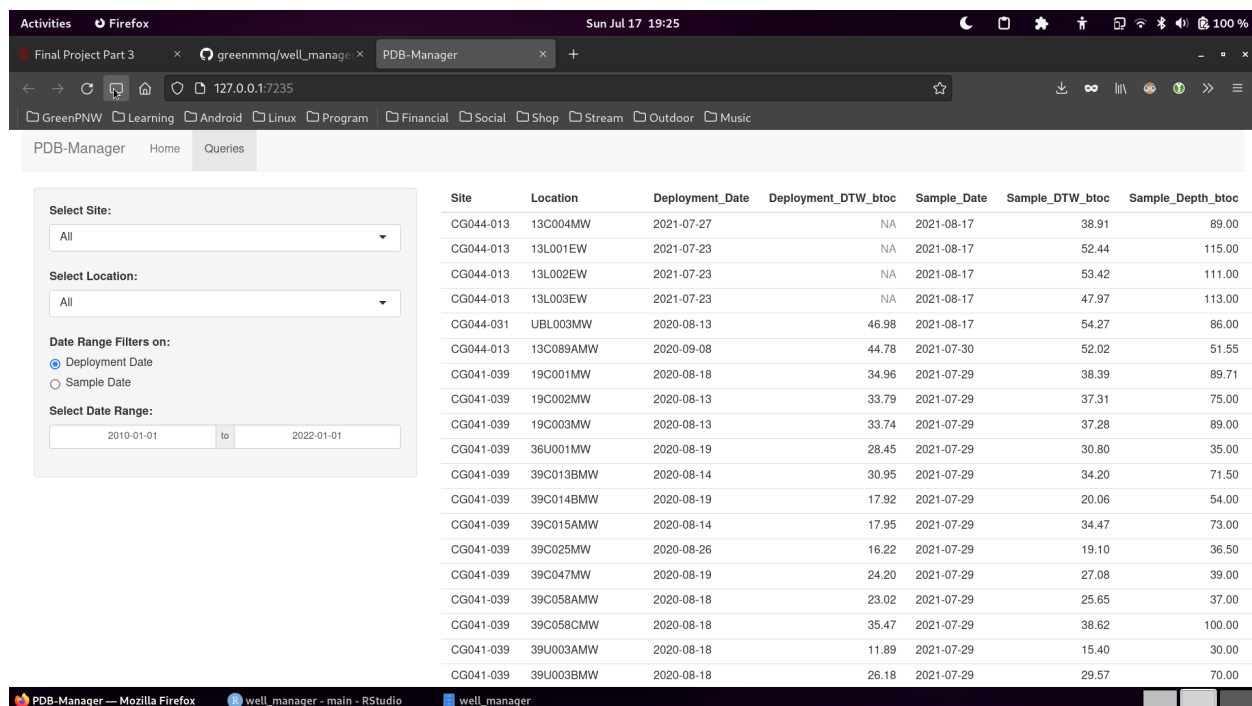 Activities Firefox Sun Jul 17 19:25 100 %
Final Project Part 3 × greenmmq/well_manage × PDB-Manager × +
127.0.0.1:7235
GreenPNW Learning Android Linux Program Financial Social Shop Stream Outdoor Music
PDB-Manager Home Queries
Select Site:
All
Select Location:
All
Date Range Filters on:
Deployment Date
Sample Date
Select Date Range:
2010-01-01 to 2022-01-01
Site Location Deployment_Date Deployment_DTW_btoc Sample_Date Sample_DTW_btoc Sample_Depth_btoc
CG044-013 13C004MW 2021-07-27 NA 2021-08-17 38.91 89.00
CG044-013 13L001EW 2021-07-23 NA 2021-08-17 52.44 115.00
CG044-013 13L002EW 2021-07-23 NA 2021-08-17 53.42 111.00
CG044-013 13L003EW 2021-07-23 NA 2021-08-17 47.97 113.00
CG044-031 UBL003MW 2020-08-13 46.98 2021-08-17 54.27 86.00
CG044-013 13C089AMW 2020-09-08 44.78 2021-07-30 52.02 51.55
CG041-039 19C001MW 2020-08-18 34.96 2021-07-29 38.39 89.71
CG041-039 19C002MW 2020-08-13 33.79 2021-07-29 37.31 75.00
CG041-039 19C003MW 2020-08-13 33.74 2021-07-29 37.28 89.00
CG041-039 36U001MW 2020-08-19 28.45 2021-07-29 30.80 35.00
CG041-039 39C013BMW 2020-08-14 30.95 2021-07-29 34.20 71.50
CG041-039 39C014BMW 2020-08-19 17.92 2021-07-29 20.06 54.00
CG041-039 39C015AMW 2020-08-14 17.95 2021-07-29 34.47 73.00
CG041-039 39C025MW 2020-08-26 16.22 2021-07-29 19.10 36.50
CG041-039 39C047MW 2020-08-19 24.20 2021-07-29 27.08 39.00
CG041-039 39C058AMW 2020-08-18 23.02 2021-07-29 25.65 37.00
CG041-039 39C058CMW 2020-08-18 35.47 2021-07-29 38.62 100.00
CG041-039 39U003AMW 2020-08-18 11.89 2021-07-29 15.40 30.00
CG041-039 39U003BMW 2020-08-18 26.18 2021-07-29 29.57 70.00
PDB-Manager — Mozilla Firefox well_manager - main - RStudio well_manager